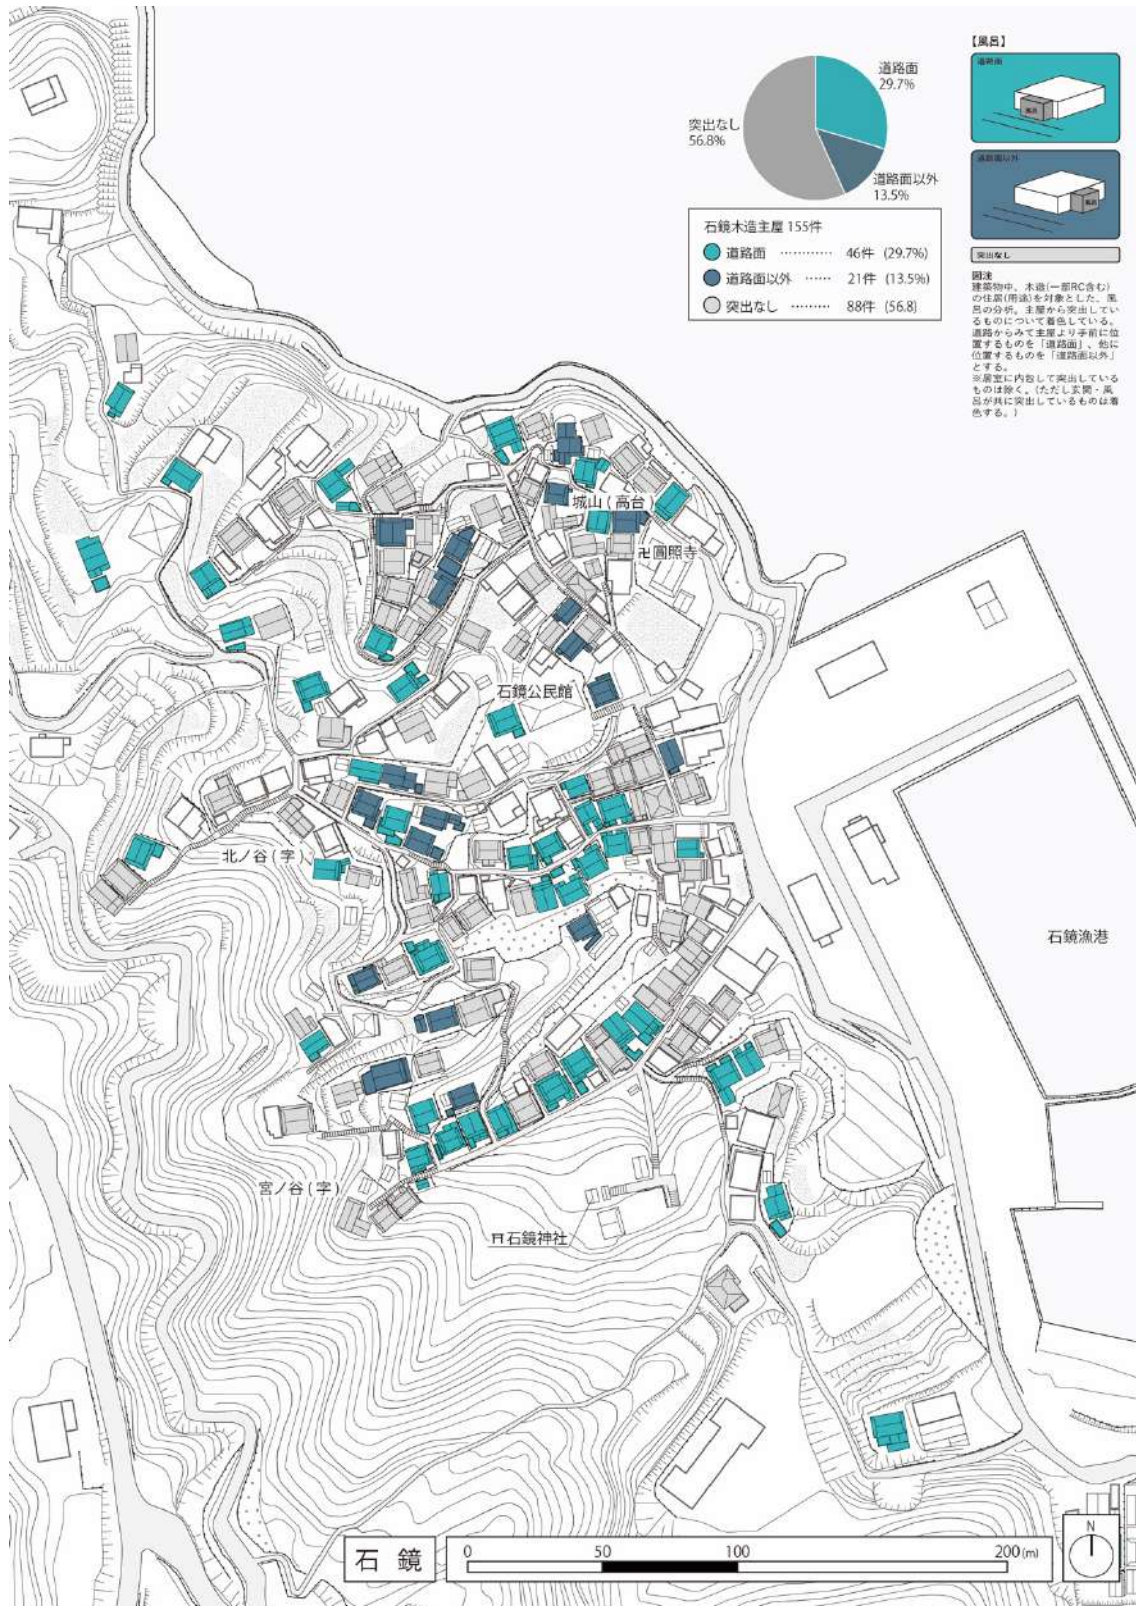 【風呂】
道路面
風呂
道路面以外
風呂
突出なし
図注
建築物中、木造(一部RC含む)
の住居(用途)を対象とした、風
呂の分析。主屋から突出してい
るものについて着色している。
道路からみて主屋より手前に位
置するものを「道路面」、他に
位置するものを「道路面以外」
とする。
※居室に内包して突出している
ものは除く。(ただし玄関・風
呂が共に突出しているものは着
色する。)
道路面
29.7%
突出なし
56.8%
道路面以外
13.5%
石鏡木造主屋 155件
道路面 ············ 46件 (29.7%)
道路面以外 ······ 21件 (13.5%)
突出なし ········· 88件 (56.8)
城山(高台)
卍圓照寺
石鏡公民館
北ノ谷(字)
石鏡漁港
宮ノ谷(字)
⛩石鏡神社
石 鏡
0 50 100 200(m)
N